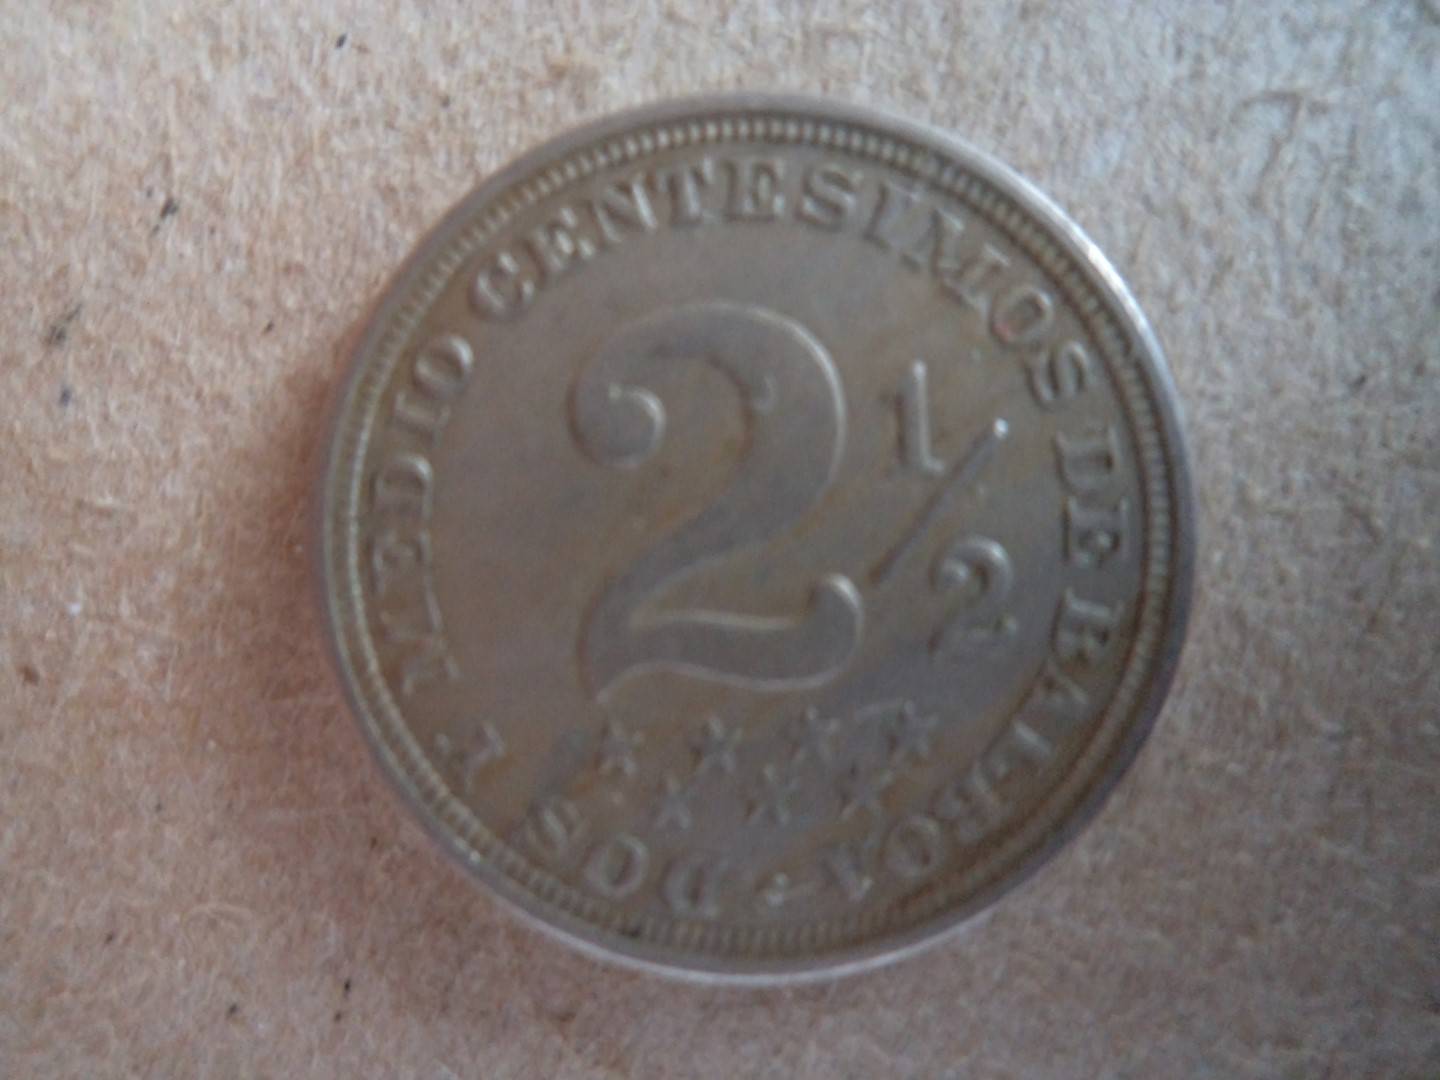 DOS Y MEDIO CENTESIMOS DE BALBOA
2 1/2